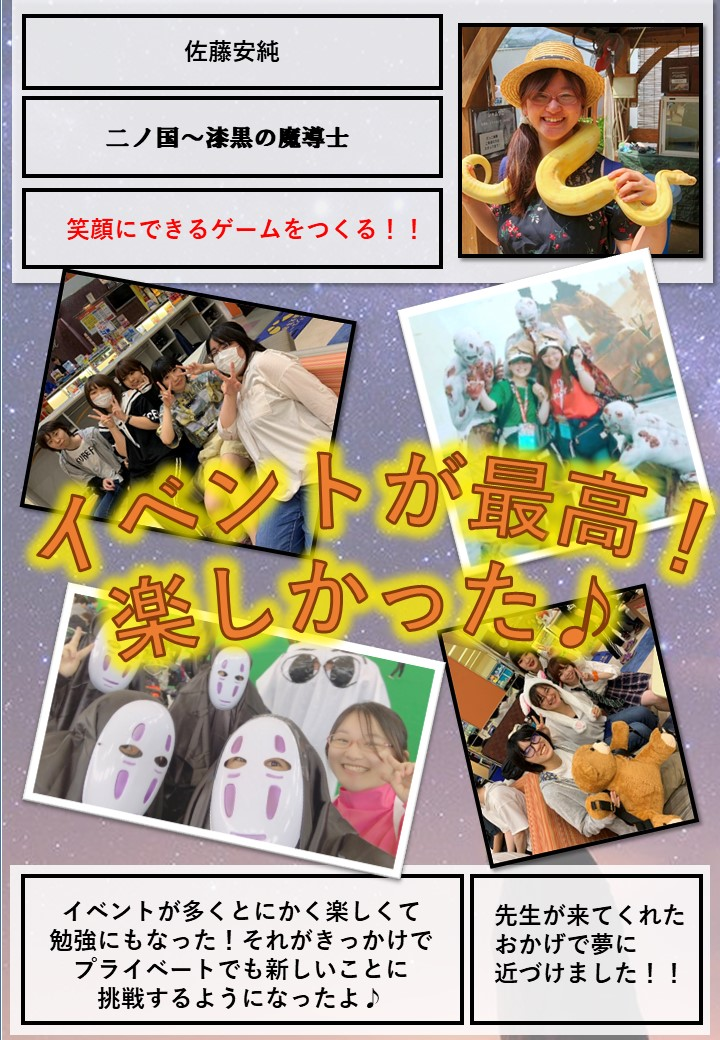 佐藤安純
二ノ国～漆黒の魔導士
笑顔にできるゲームをつくる！！
イベントが最高！
楽しかった♪
イベントが多くとにかく楽しくて
勉強にもなった！それがきっかけで
プライベートでも新しいことに
挑戦するようになったよ♪
先生が来てくれた
おかげで夢に
近づけました！！